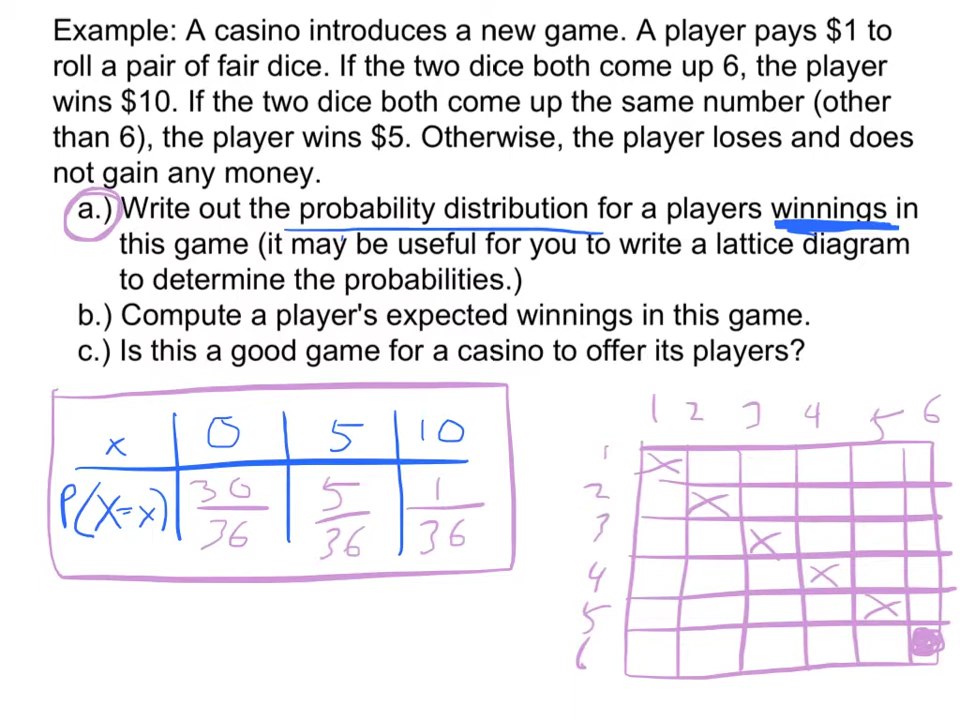 Example: A casino introduces a new game. A player pays $1 to
roll a pair of fair dice. If the two dice both come up 6, the player
wins $10. If the two dice both come up the same number (other
than 6), the player wins $5. Otherwise, the player loses and does
not gain any money.
a.) Write out the probability distribution for a players winnings in
this game (it may be useful for you to write a lattice diagram
to determine the probabilities.)
b.) Compute a player's expected winnings in this game.
c.) Is this a good game for a casino to offer its players?
x 0 5 10
P(X=x) 30/36 5/36 1/36
1 2 3 4 5 6
1
2
3
4
5
6